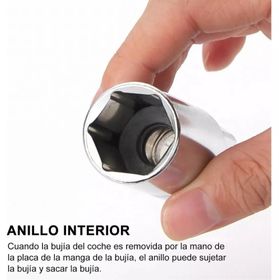 ANILLO INTERIOR
Cuando la bujía del coche es removida por la mano de
la placa de la manga de la bujía, el anillo puede sujetar
la bujía y sacar la bujía.